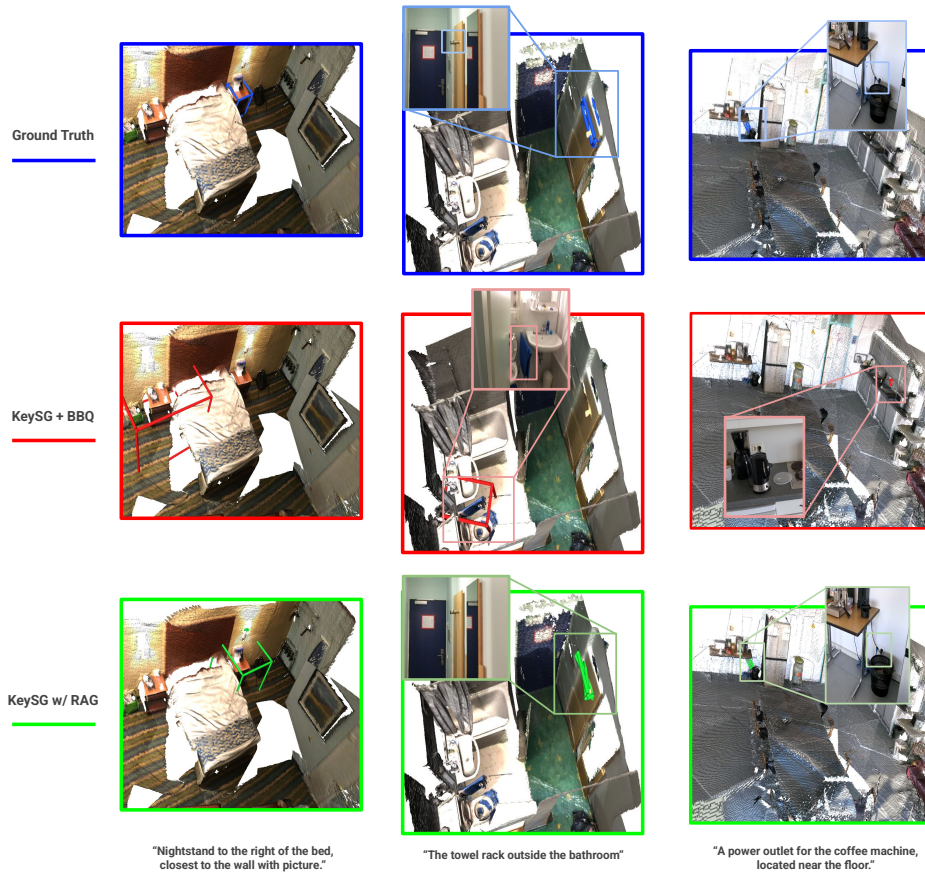 Ground Truth
KeySG + BBQ
KeySG w/ RAG
“Nightstand to the right of the bed,
closest to the wall with picture.”
“The towel rack outside the bathroom”
“A power outlet for the coffee machine,
located near the floor.”